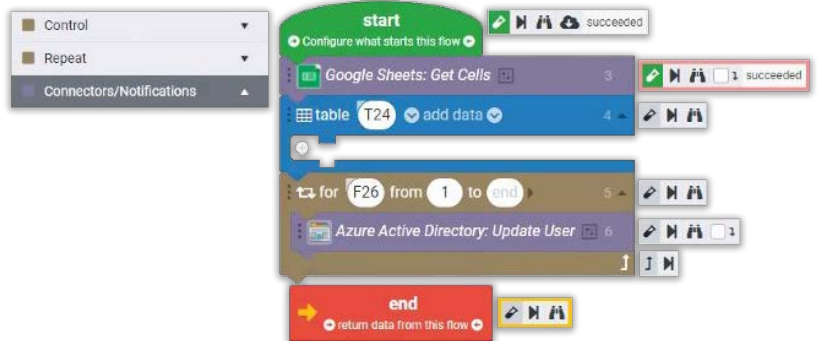 Control
Repeat
Connectors/Notifications
start
Configure what starts this flow
succeeded
Google Sheets: Get Cells 3
succeeded
table T24 add data 4
for F26 from 1 to end 5
Azure Active Directory: Update User 6
end
return data from this flow